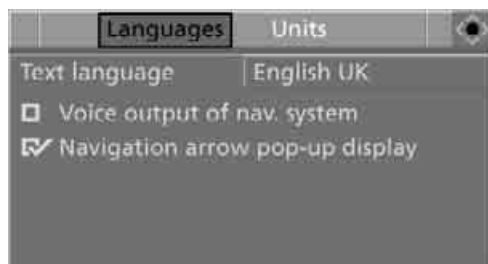 Languages Units
Text language English UK
Voice output of nav. system
Navigation arrow pop-up display